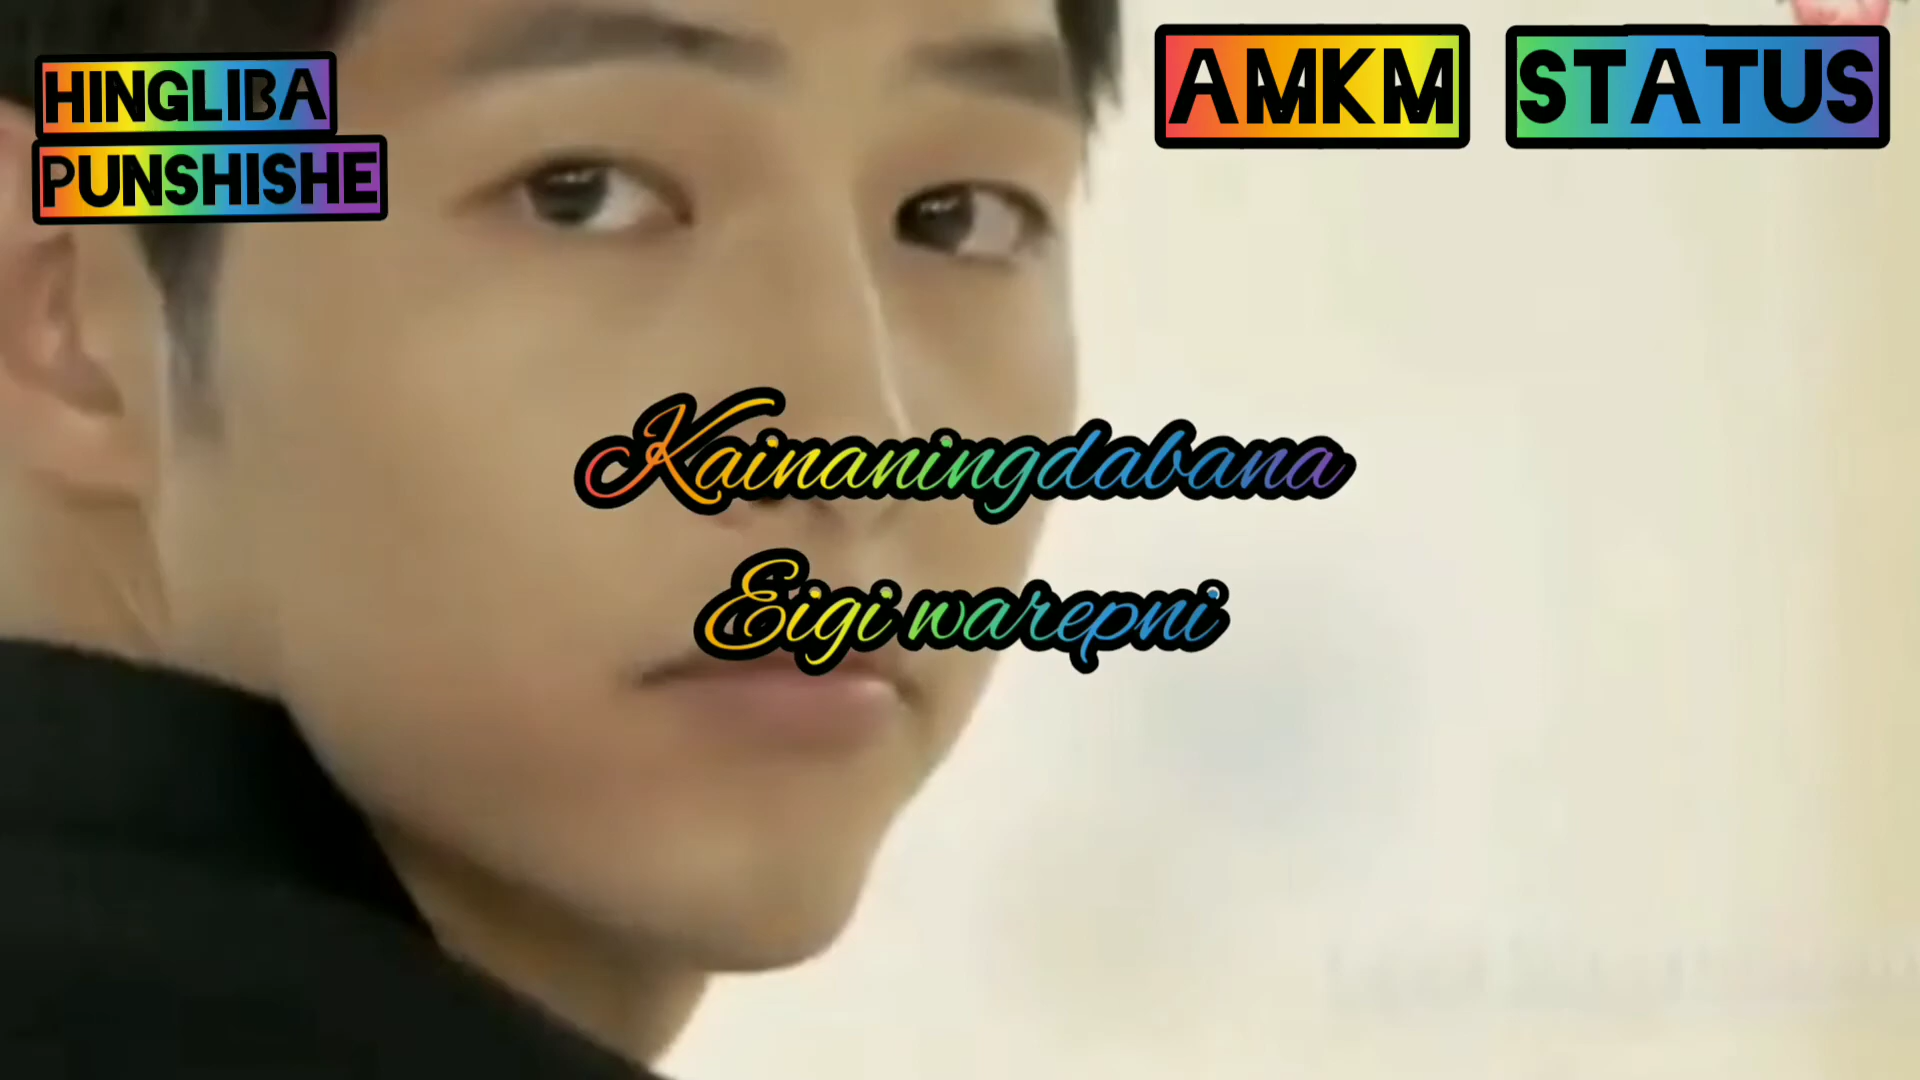 HINGLIBA
PUNSHISHE
AMKM STATUS
Kainaningdabana
Eigi warepni